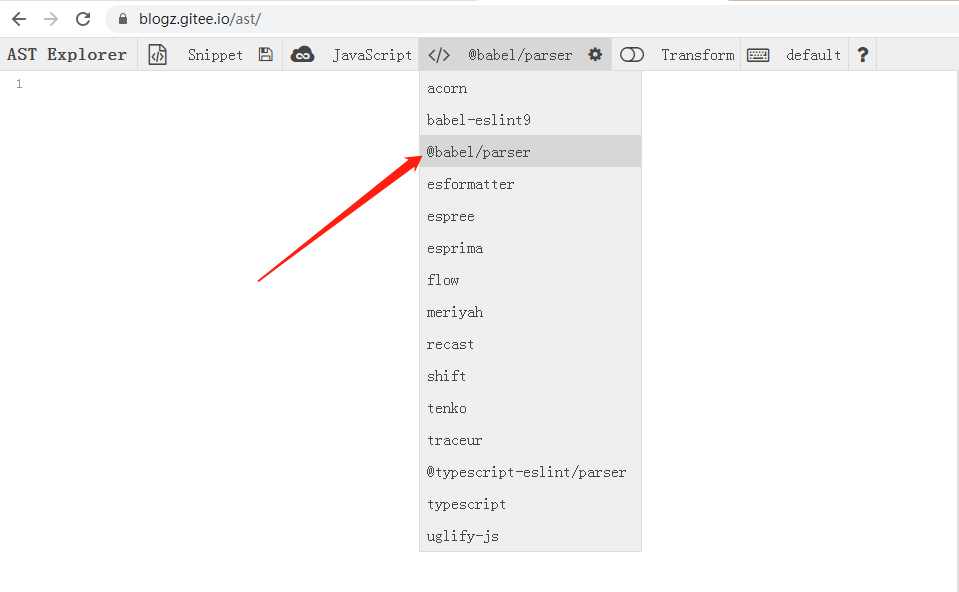 blogz.gitee.io/ast/
AST Explorer Snippet JavaScript </> @babel/parser Transform default ?
1
acorn
babel-eslint9
@babel/parser
esformatter
espree
esprima
flow
meriyah
recast
shift
tenko
traceur
@typescript-eslint/parser
typescript
uglify-js